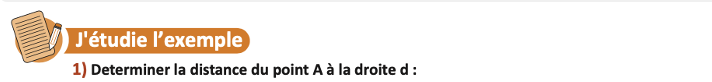 J'étudie l'exemple
1) Determiner la distance du point A à la droite d :